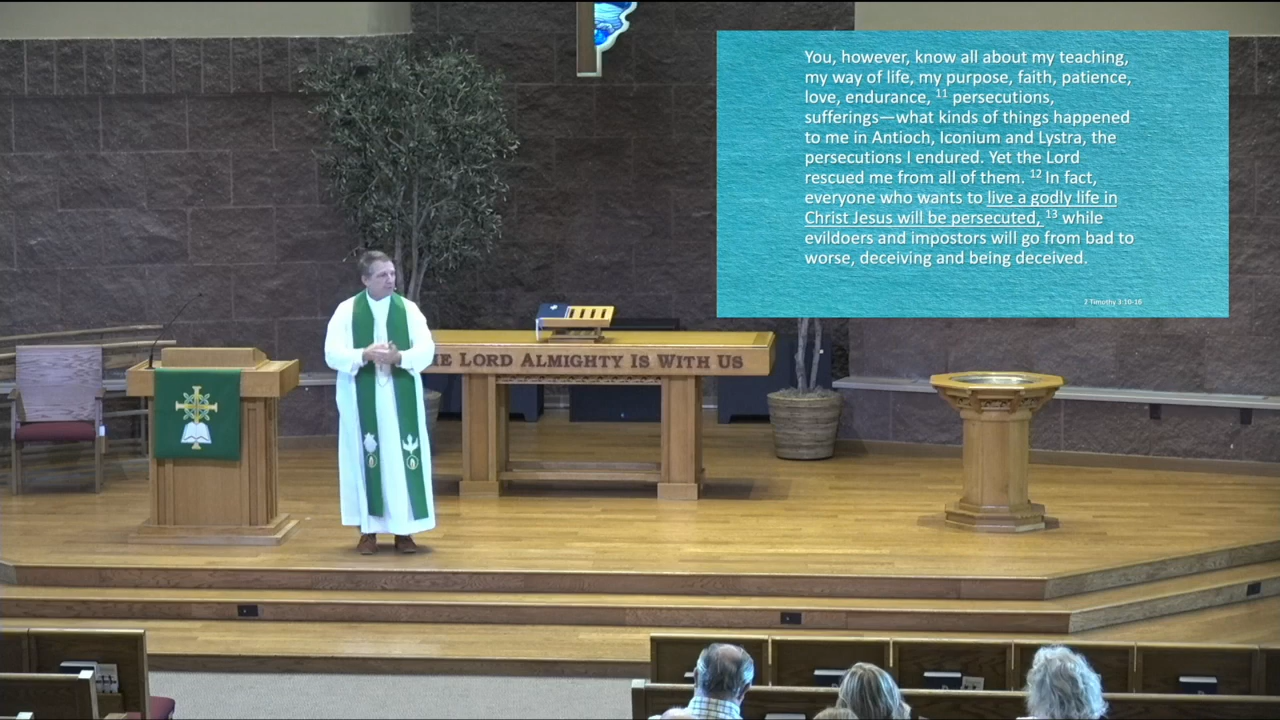 You, however, know all about my teaching,
my way of life, my purpose, faith, patience,
love, endurance, 11 persecutions,
sufferings—what kinds of things happened
to me in Antioch, Iconium and Lystra, the
persecutions I endured. Yet the Lord
rescued me from all of them. 12 In fact,
everyone who wants to live a godly life in
Christ Jesus will be persecuted, 13 while
evildoers and impostors will go from bad to
worse, deceiving and being deceived.
2 Timothy 3:10-16
HE LORD ALMIGHTY IS WITH US